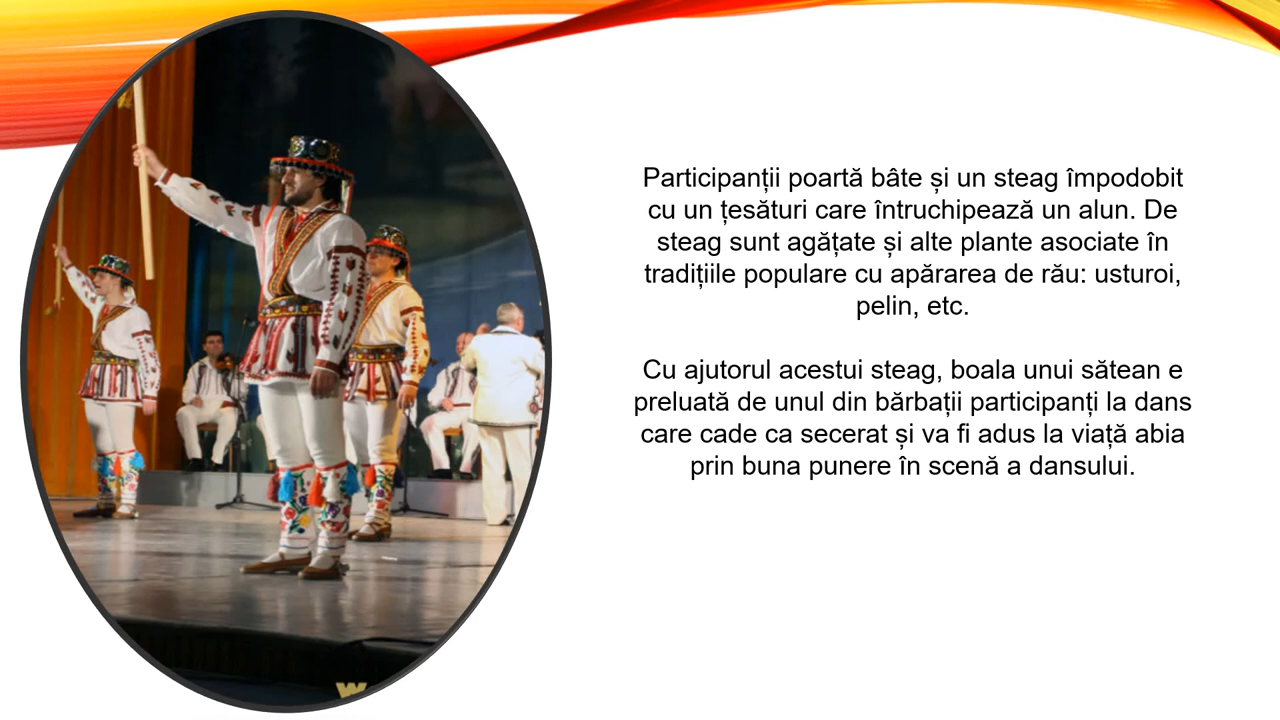 Participanții poartă bâte și un steag împodobit
cu un țesături care întruchipează un alun. De
steag sunt agățate și alte plante asociate în
tradițiile populare cu apărarea de rău: usturoi,
pelin, etc.
Cu ajutorul acestui steag, boala unui sătean e
preluată de unul din bărbații participanți la dans
care cade ca secerat și va fi adus la viață abia
prin buna punere în scenă a dansului.